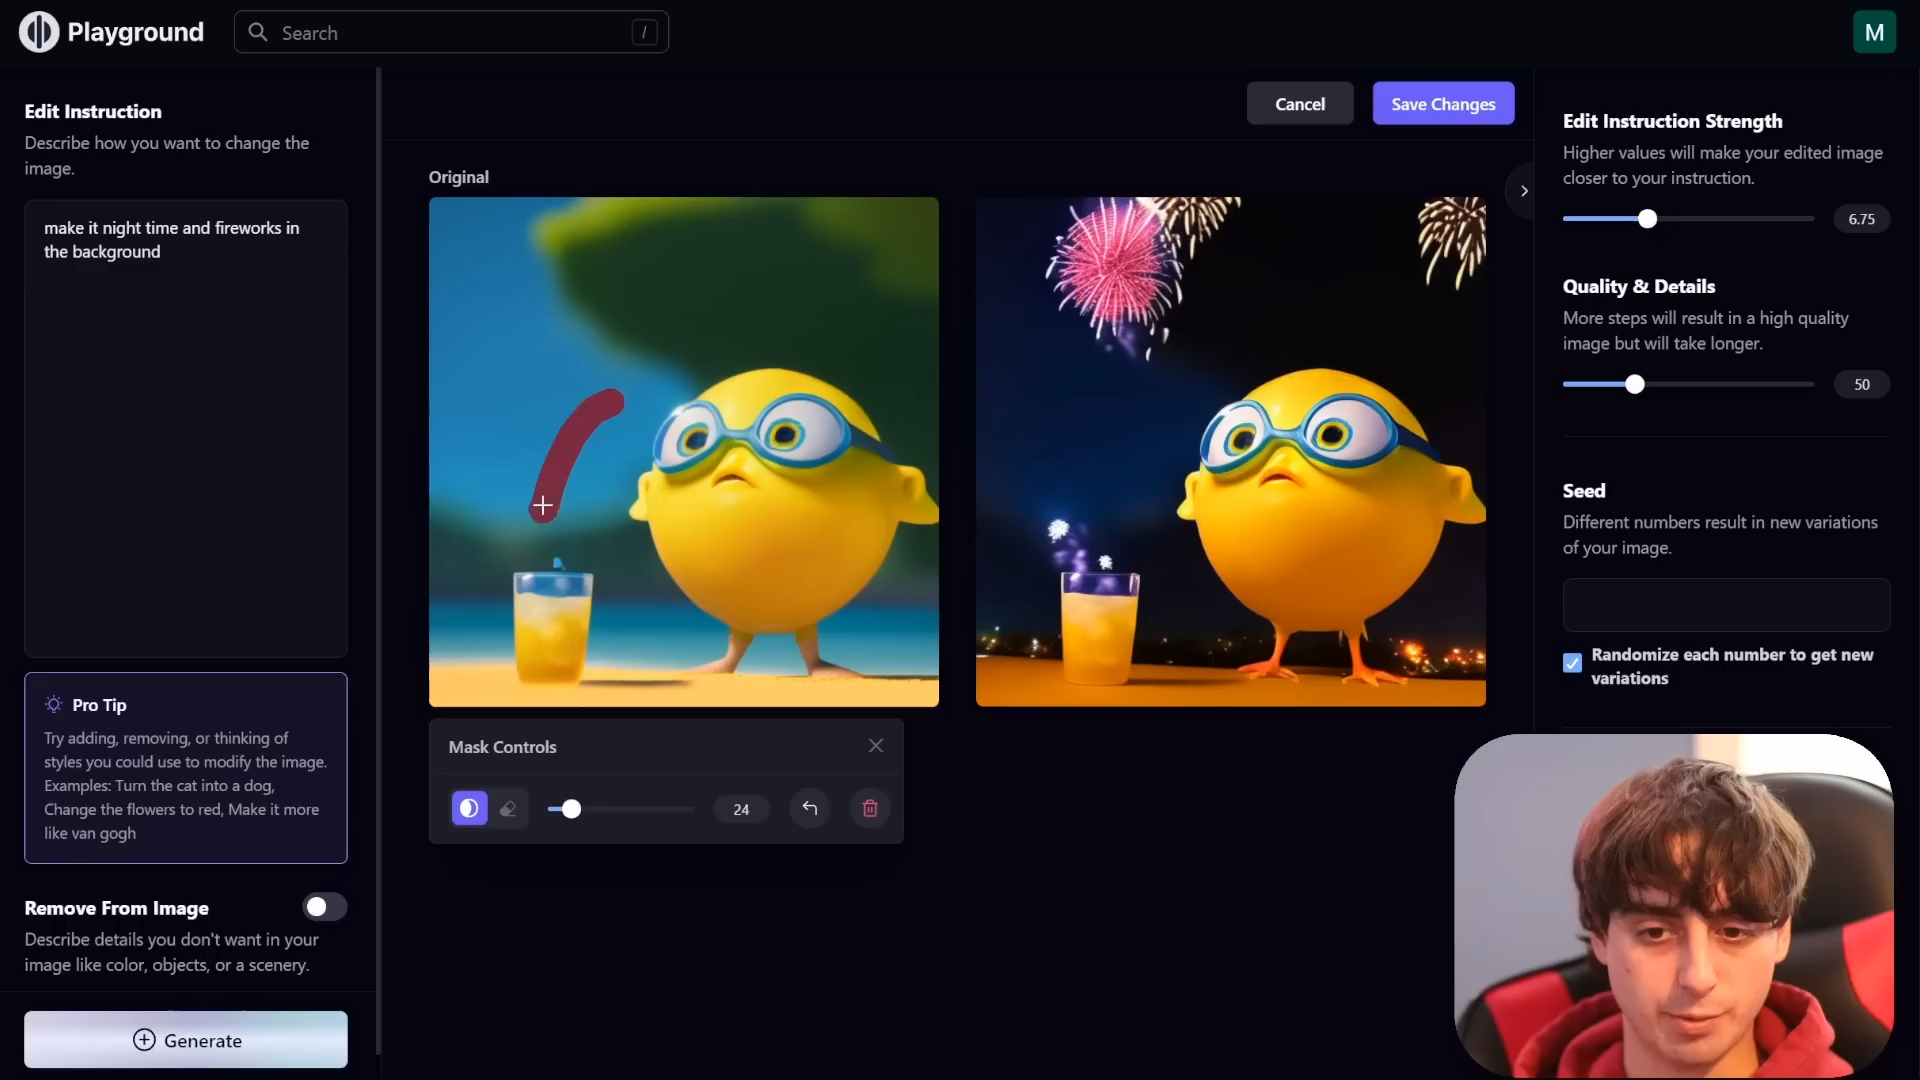 Playground
Search
/
M
Edit Instruction
Describe how you want to change the
image.
make it night time and fireworks in
the background
Pro Tip
Try adding, removing, or thinking of
styles you could use to modify the image.
Examples: Turn the cat into a dog,
Change the flowers to red, Make it more
like van gogh
Remove From Image
Describe details you don't want in your
image like color, objects, or a scenery.
Generate
Cancel
Save Changes
Original
Mask Controls
24
Edit Instruction Strength
Higher values will make your edited image
closer to your instruction.
6.75
Quality & Details
More steps will result in a high quality
image but will take longer.
50
Seed
Different numbers result in new variations
of your image.
Randomize each number to get new
variations